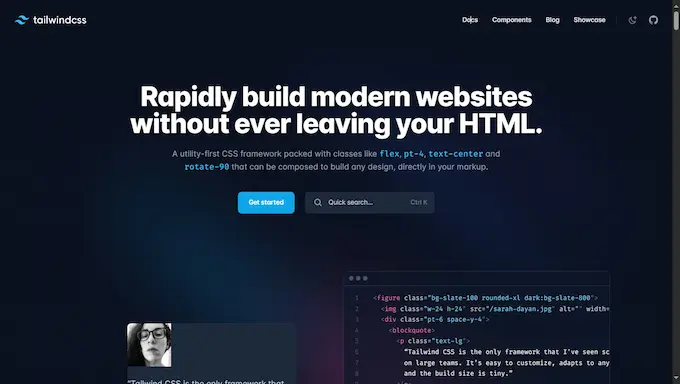 tailwindcss
Docs Components Blog Showcase
Rapidly build modern websites
without ever leaving your HTML.
A utility-first CSS framework packed with classes like flex, pt-4, text-center and
rotate-90 that can be composed to build any design, directly in your markup.
Get started
Quick search... Ctrl K
1 <figure class="bg-slate-100 rounded-xl dark:bg-slate-800">
2 <img class="w-24 h-24" src="/sarah-dayan.jpg" alt="" width=
3 <div class="pt-6 space-y-4">
4 <blockquote>
5 <p class="text-lg">
6 “Tailwind CSS is the only framework that I've seen sc
7 on large teams. It's easy to customize, adapts to any
8 and the build size is tiny.”
“Tailwind CSS is the only framework that